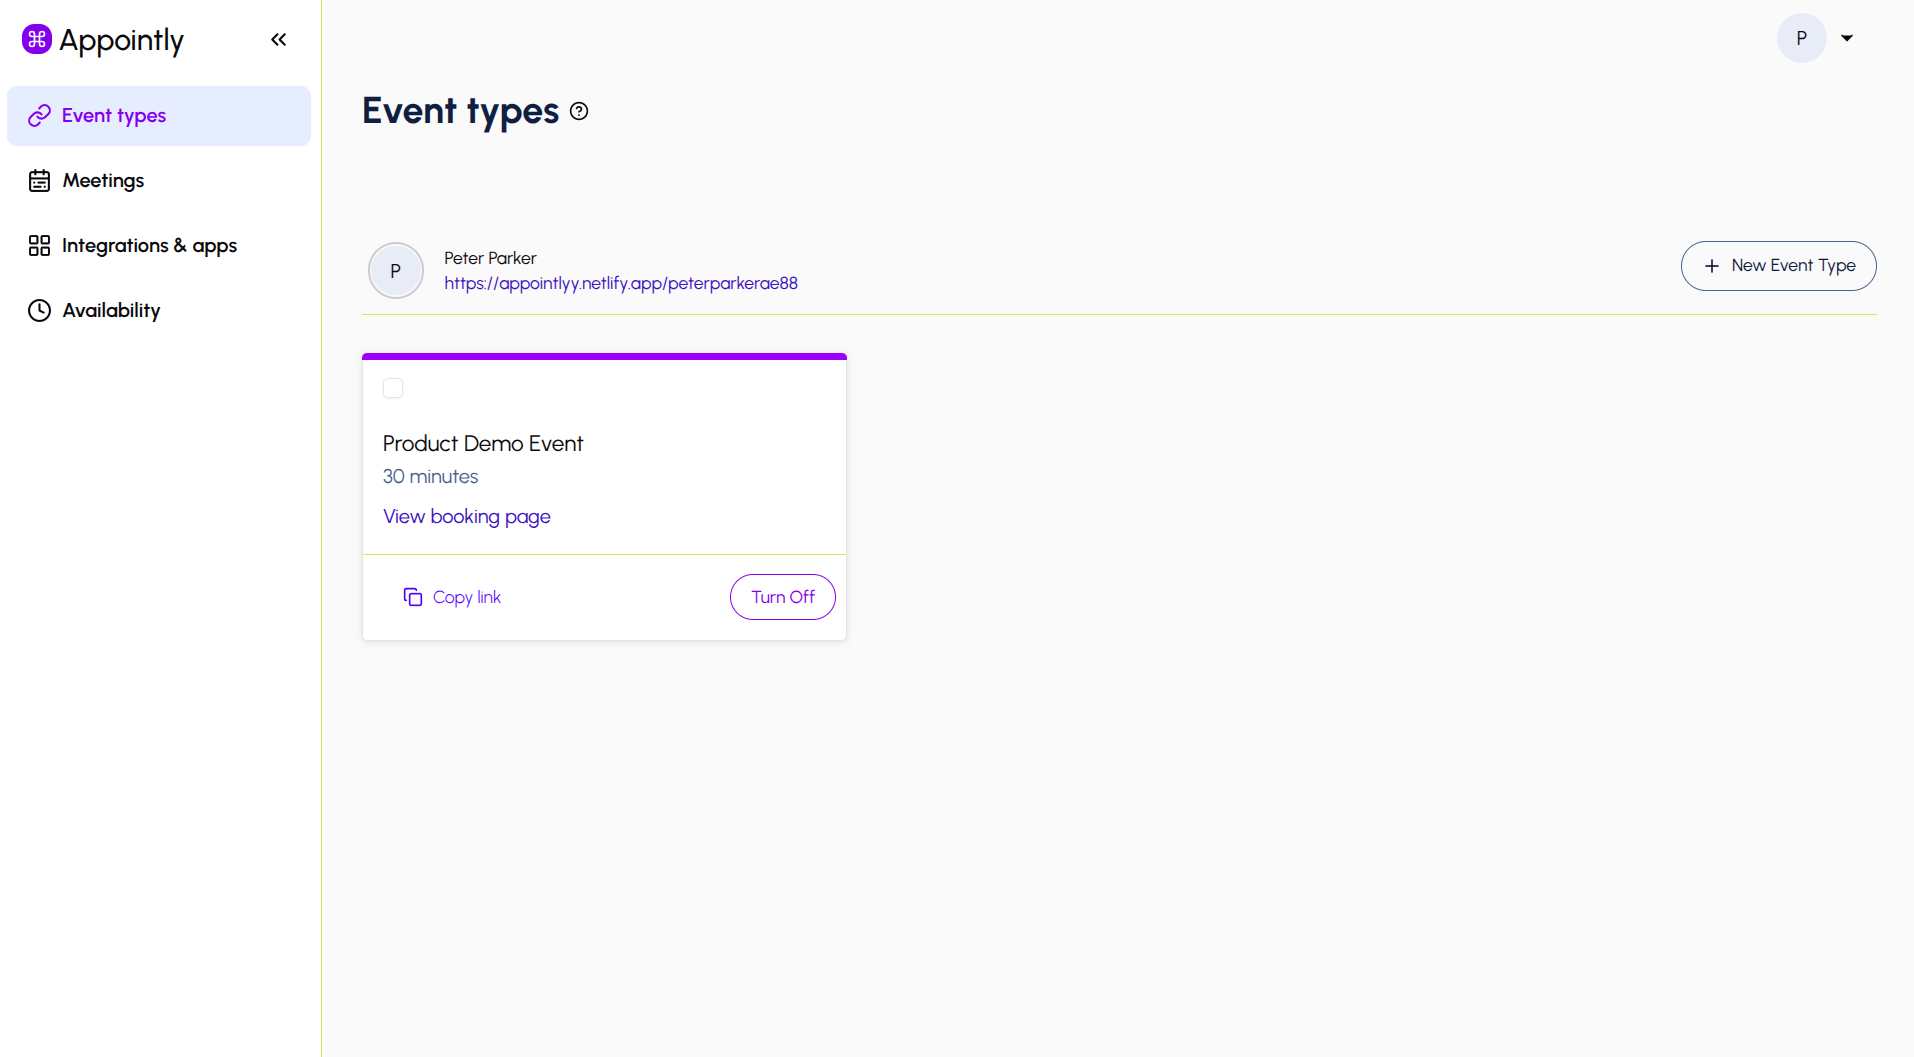 Appointly
P
Event types
Event types
Meetings
Integrations & apps
Availability
P
Peter Parker
https://appointlyy.netlify.app/peterparkerae88
New Event Type
Product Demo Event
30 minutes
View booking page
Copy link
Turn Off